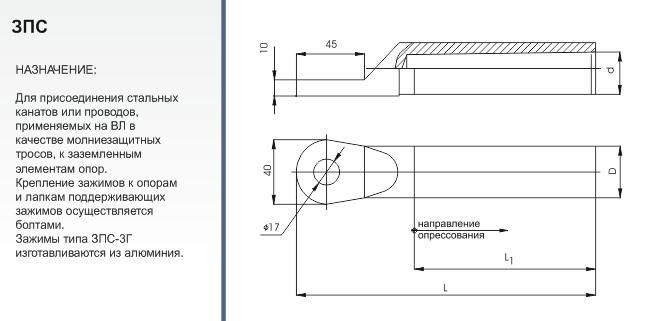 ЗПС
НАЗНАЧЕНИЕ:
Для присоединения стальных
канатов или проводов,
применяемых на ВЛ в
качестве молниезащитных
тросов, к заземленным
элементам опор.
Крепление зажимов к опорам
и лапкам поддерживающих
зажимов осуществляется
болтами.
Зажимы типа ЗПС-3Г
изготавливаются из алюминия.
10
45
d
40
D
ø17
направление
опрессования
L1
L